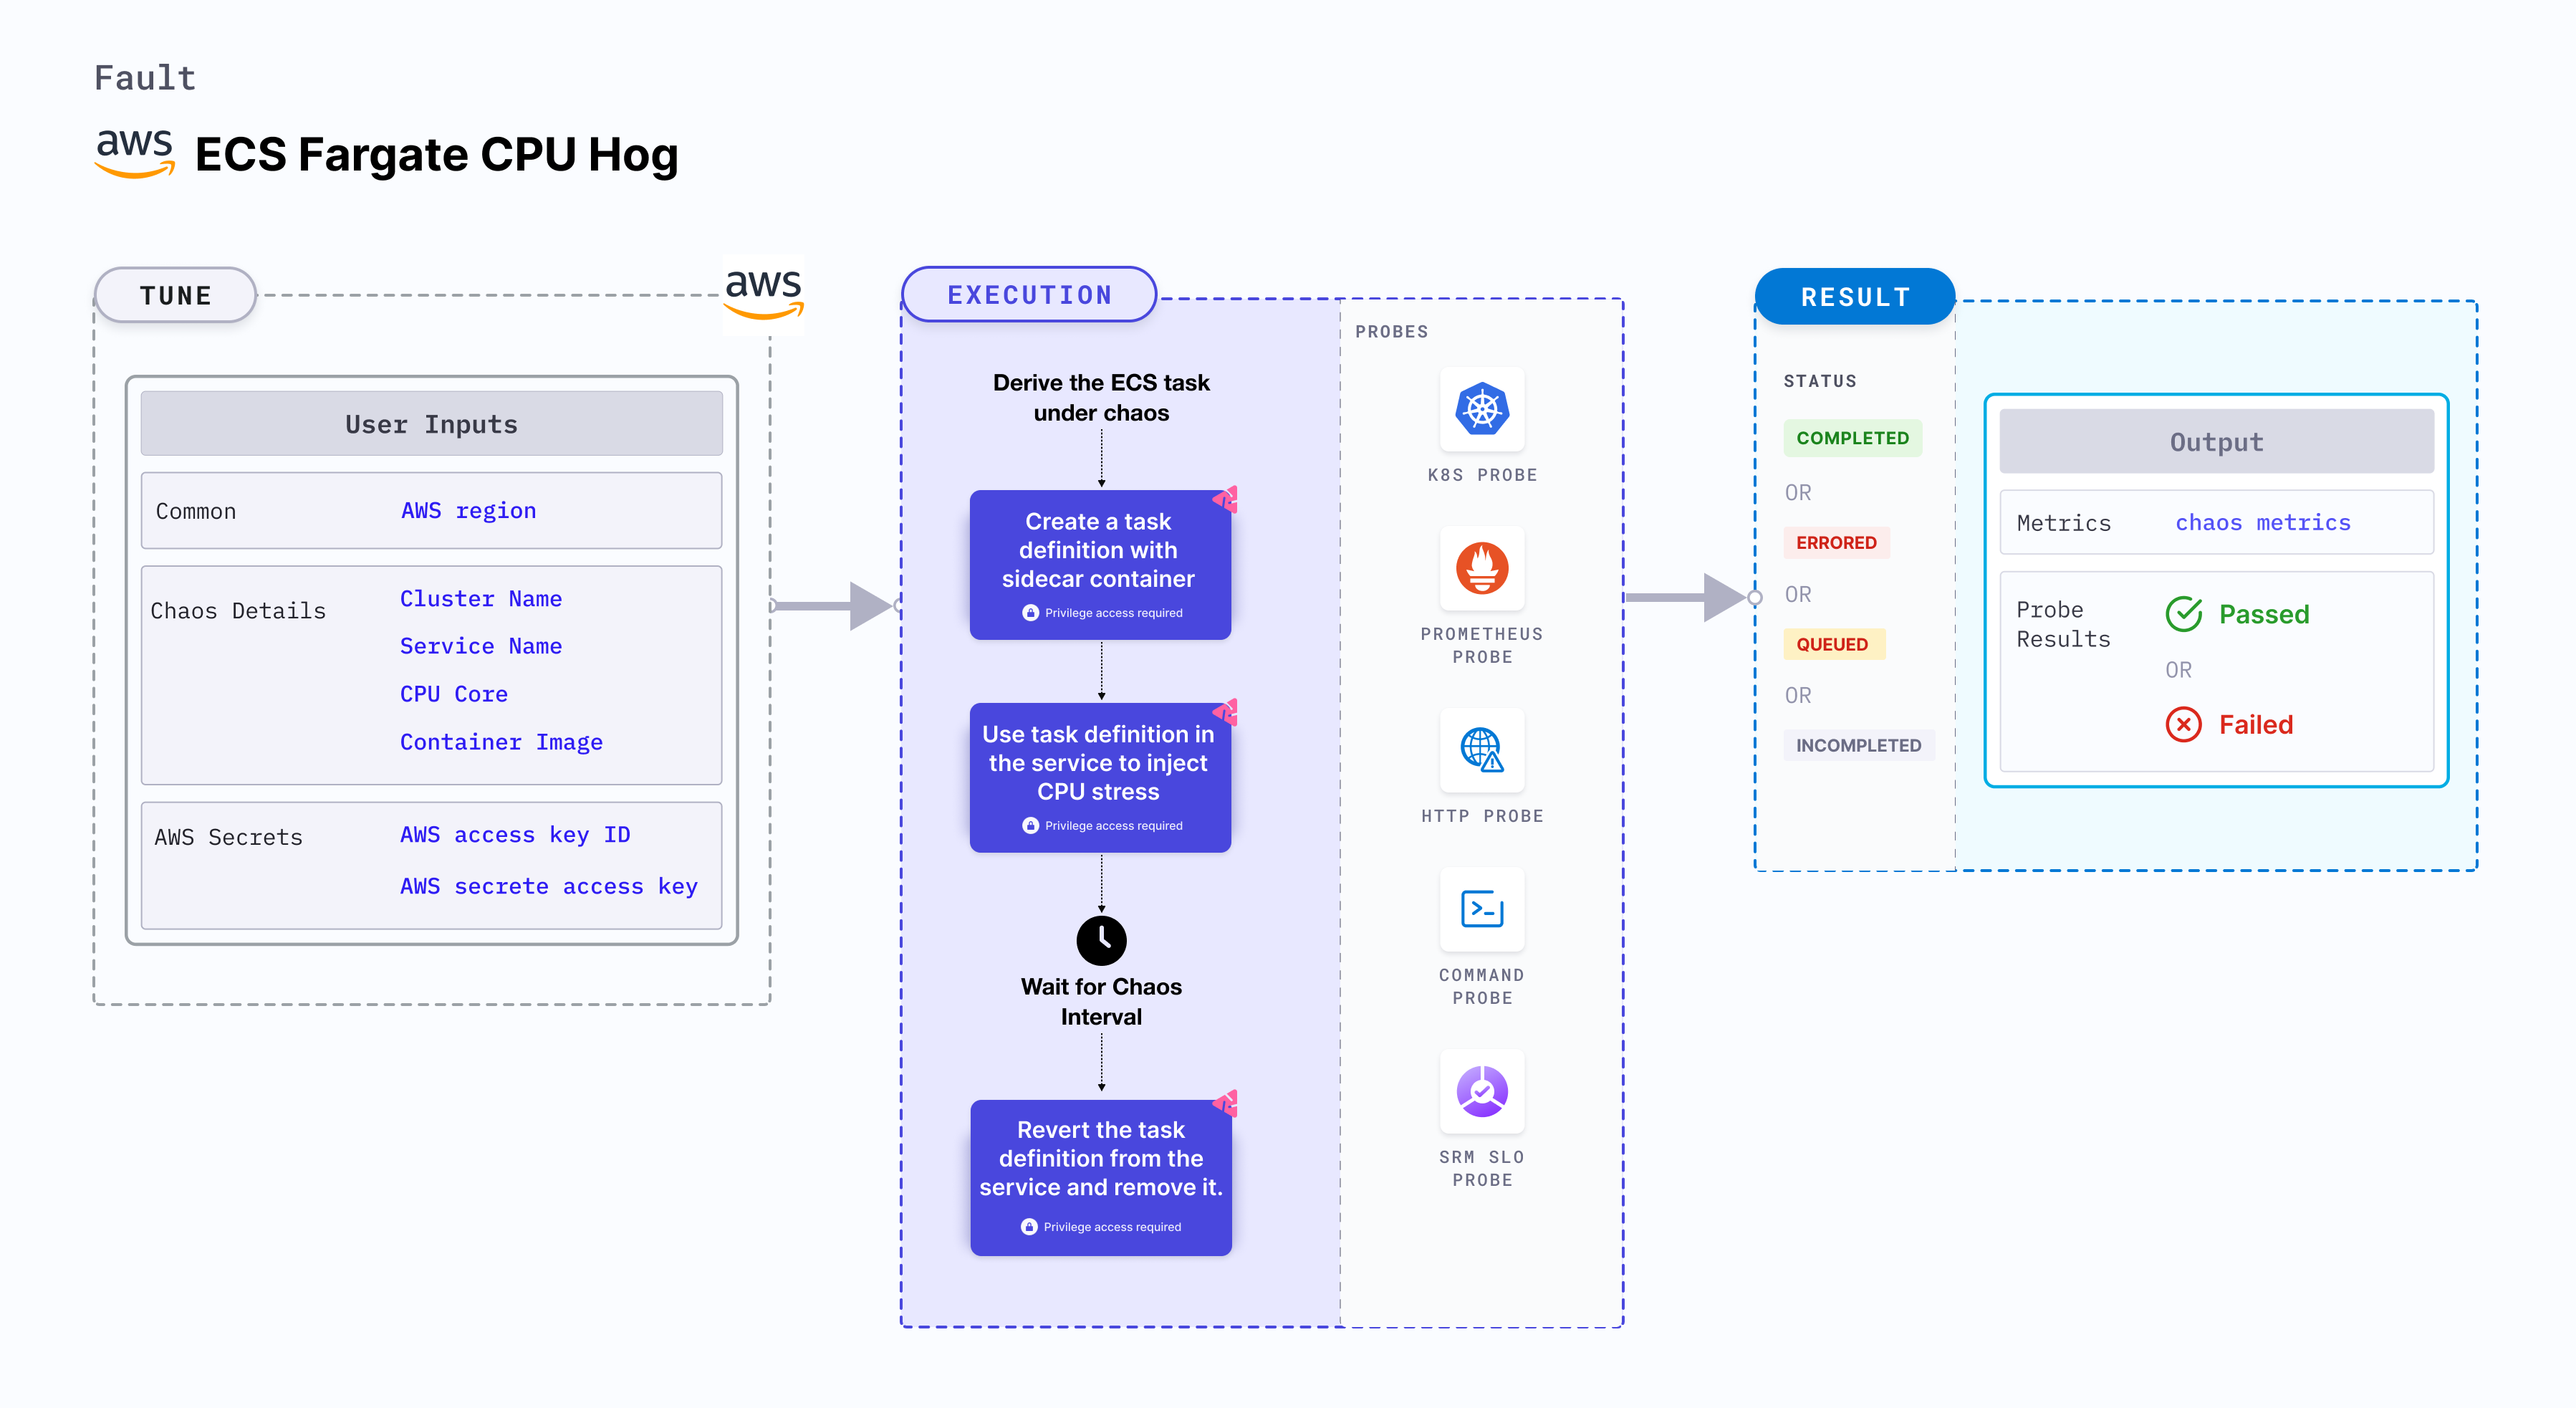 Fault
aws ECS Fargate CPU Hog
TUNE
aws
User Inputs
Common AWS region
Chaos Details Cluster Name
Service Name
CPU Core
Container Image
AWS Secrets AWS access key ID
AWS secrete access key
EXECUTION
Derive the ECS task
under chaos
Create a task
definition with
sidecar container
Privilege access required
Use task definition in
the service to inject
CPU stress
Privilege access required
Wait for Chaos
Interval
Revert the task
definition from the
service and remove it.
Privilege access required
PROBES
K8S PROBE
PROMETHEUS
PROBE
HTTP PROBE
COMMAND
PROBE
SRM SLO
PROBE
RESULT
STATUS
COMPLETED
OR
ERRORED
OR
QUEUED
OR
INCOMPLETED
Output
Metrics chaos metrics
Probe
Results
Passed
OR
Failed